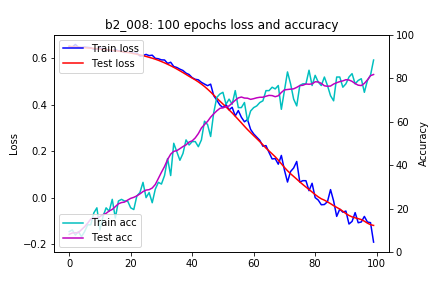 b2_008: 100 epochs loss and accuracy
Train loss
Test loss
Train acc
Test acc
Loss
Accuracy
0.6
0.4
0.2
0.0
−0.2
100
80
60
40
20
0
0 20 40 60 80 100